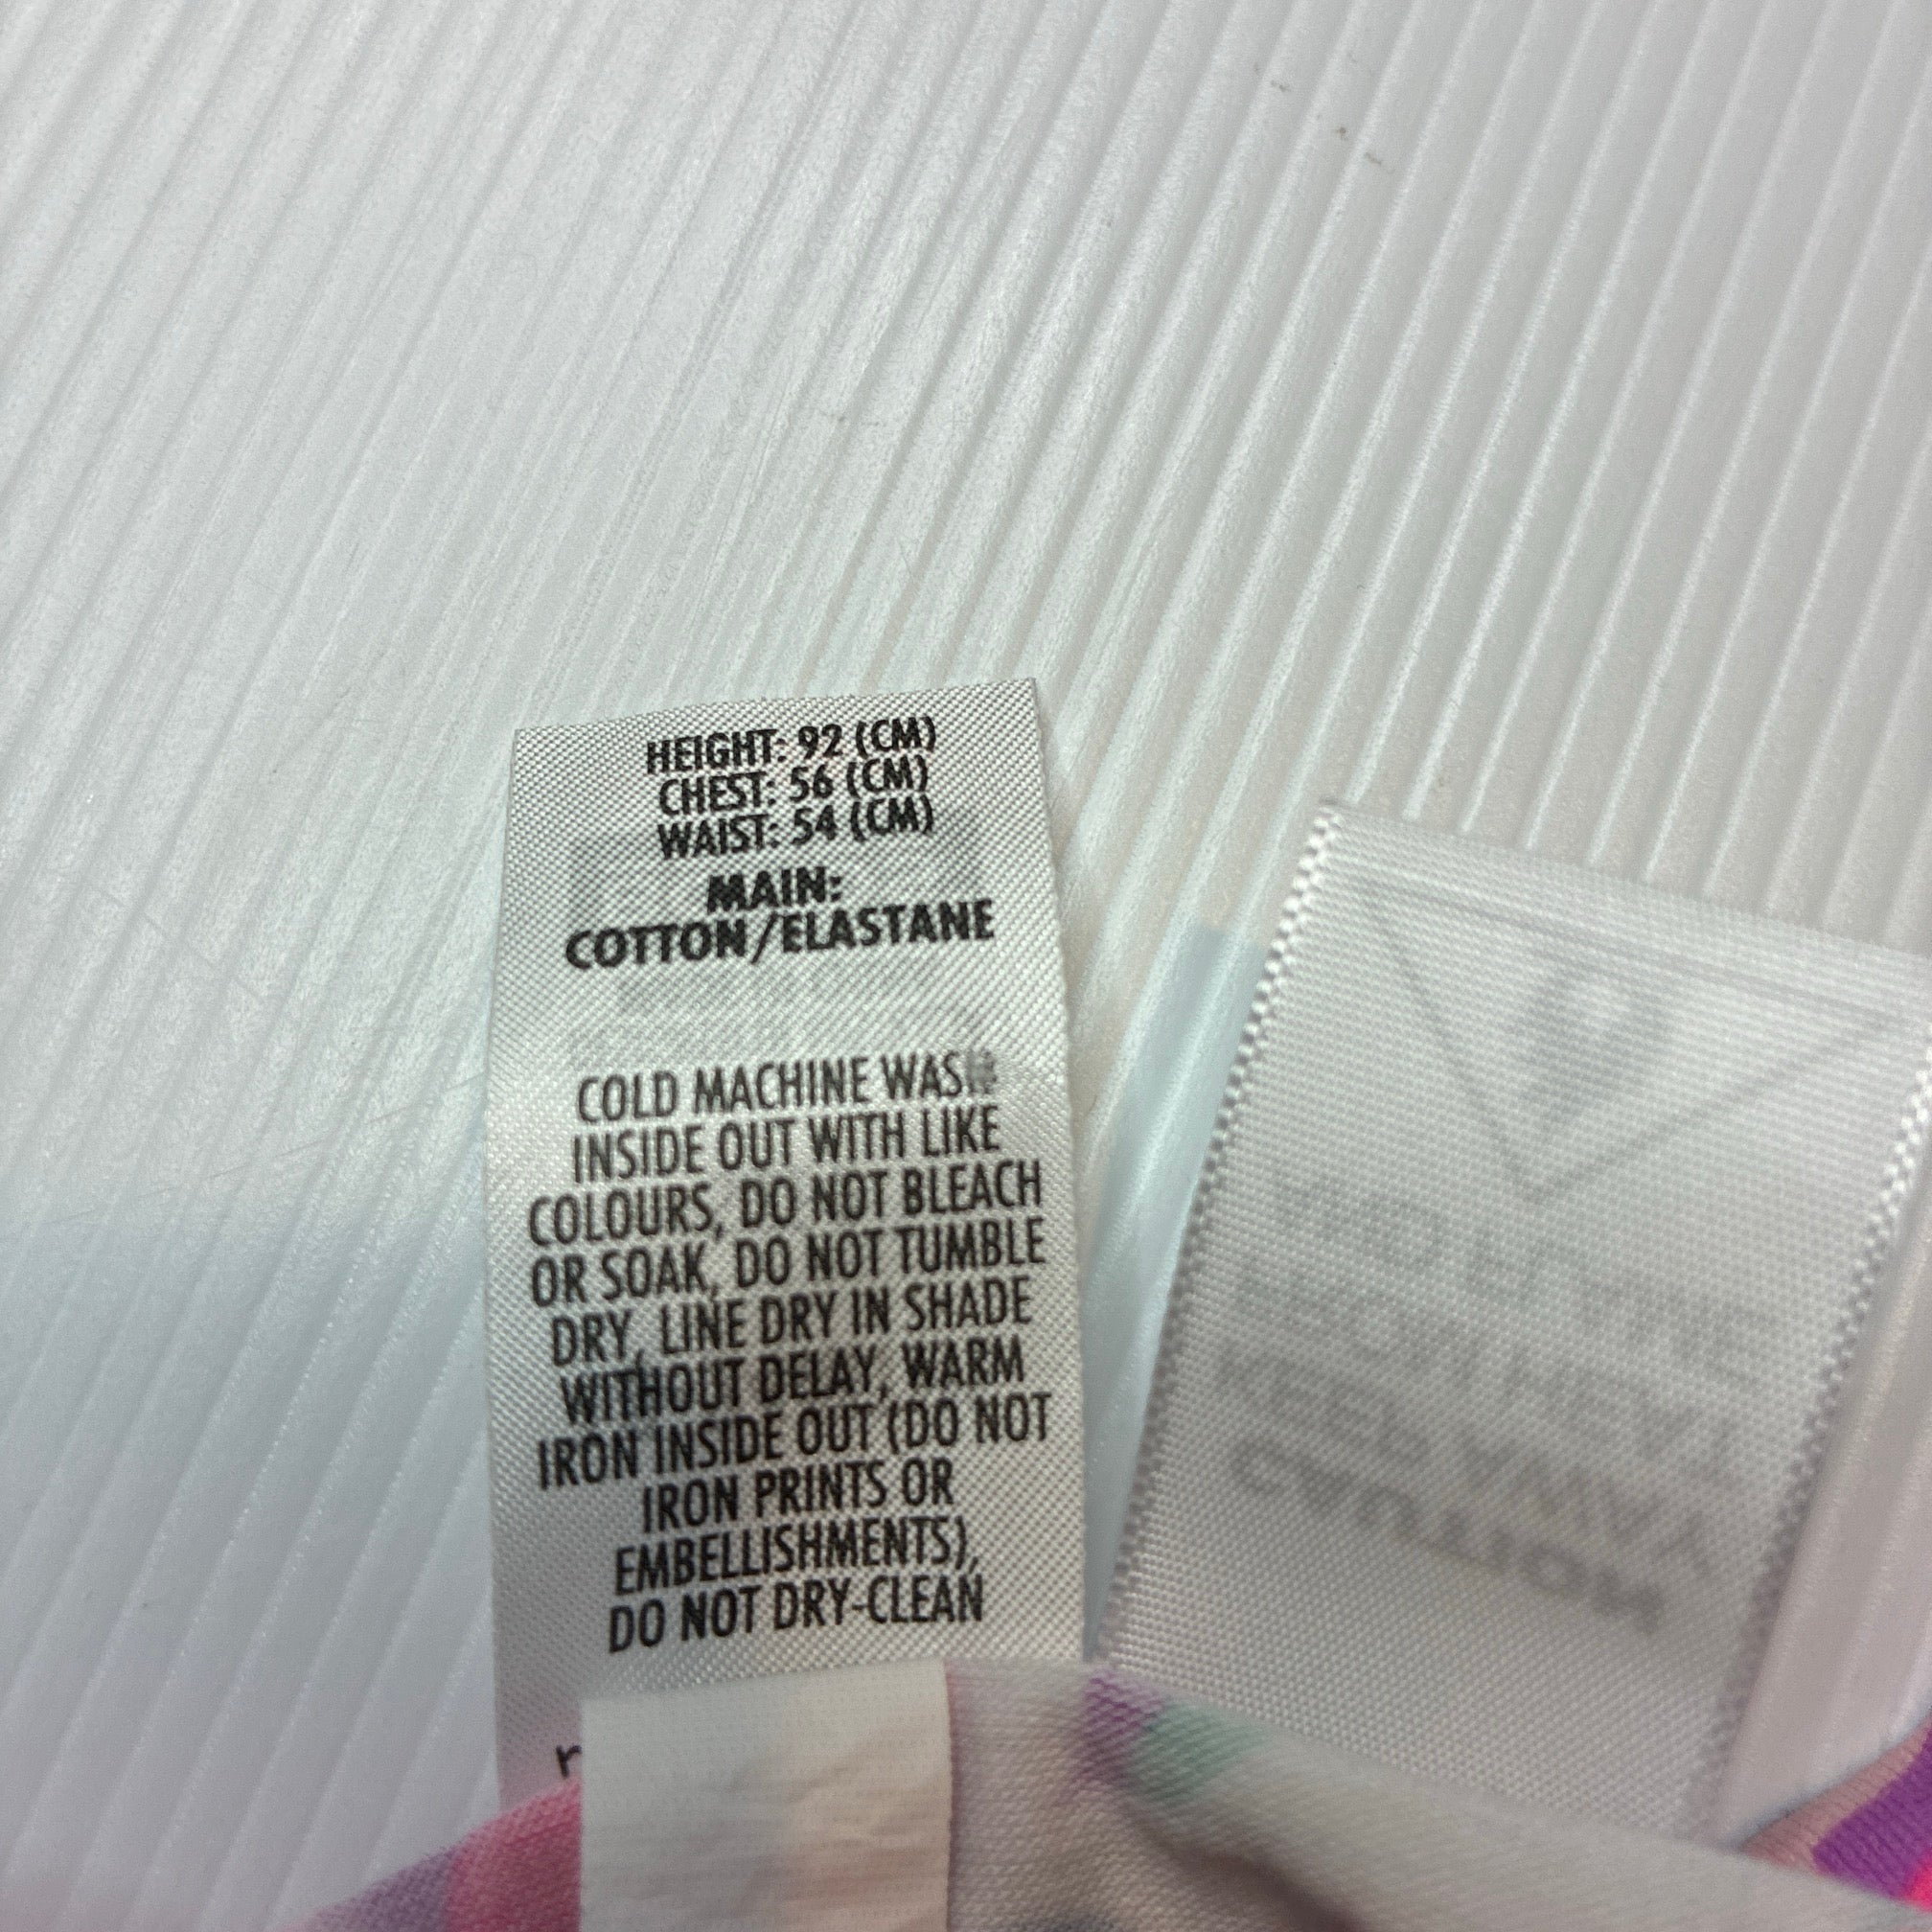 HEIGHT: 92 (CM)
CHEST: 56 (CM)
WAIST: 54 (CM)
MAIN:
COTTON/ELASTANE
COLD MACHINE WASH
INSIDE OUT WITH LIKE
COLOURS, DO NOT BLEACH
OR SOAK, DO NOT TUMBLE
DRY, LINE DRY IN SHADE
WITHOUT DELAY, WARM
IRON INSIDE OUT (DO NOT
IRON PRINTS OR
EMBELLISHMENTS),
DO NOT DRY-CLEAN